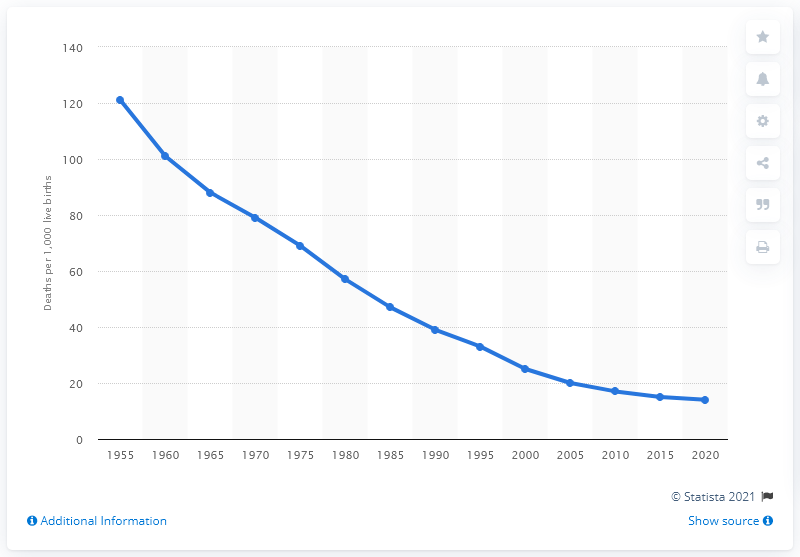 140
120
100
80
60
40
20
0
Deaths per 1,000 live births
1955 1960 1965 1970 1975 1980 1985 1990 1995 2000 2005 2010 2015 2020
© Statista 2021
Additional Information
Show source